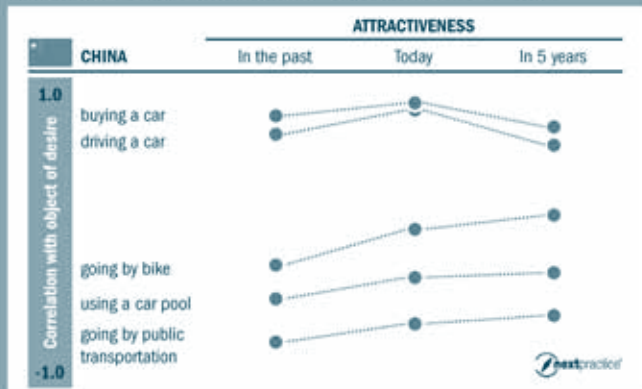 ATTRACTIVENESS
CHINA In the past Today In 5 years
1.0
Correlation with object of desire
-1.0
buying a car
driving a car
going by bike
using a car pool
going by public
transportation
nextpractice